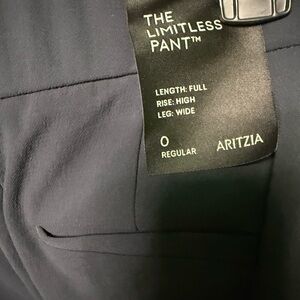 THE
LIMITLESS
PANT™
LENGTH: FULL
RISE: HIGH
LEG: WIDE
0
REGULAR
ARITZIA